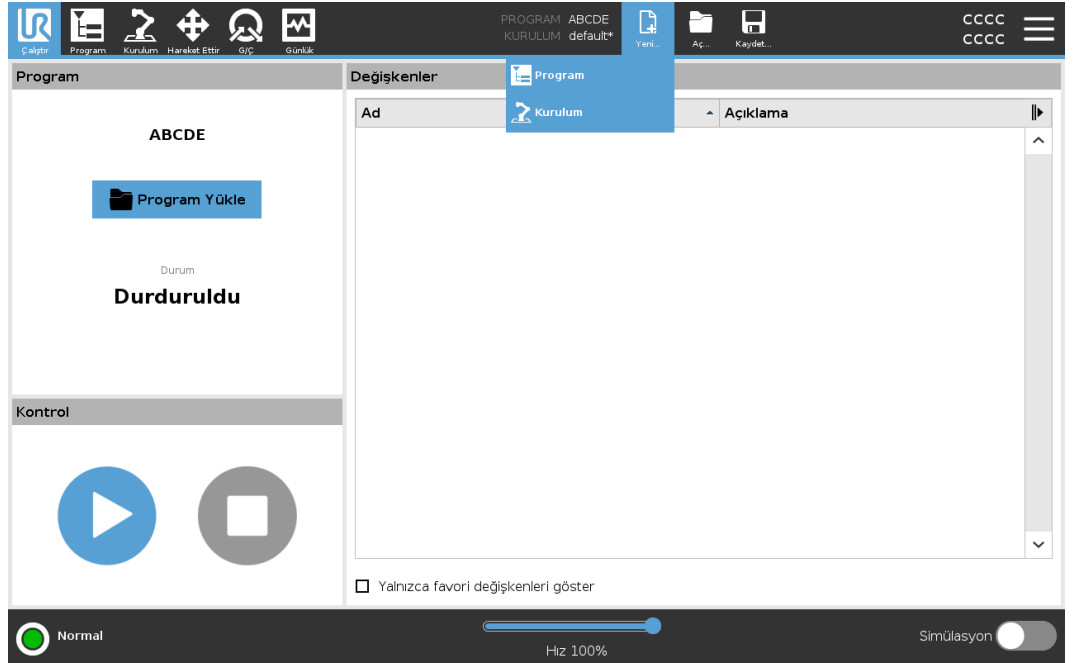 UR
Çalıştır
Program
Kurulum
Hareket Ettir
G/Ç
Günlük
PROGRAM ABCDE
KURULUM default*
Yeni...
Aç...
Kaydet...
CCCC
CCCC
Program
Kurulum
Program
ABCDE
Program Yükle
Durum
Durduruldu
Değişkenler
Ad
Açıklama
Kontrol
Yalnızca favori değişkenleri göster
Normal
Hız 100%
Simülasyon